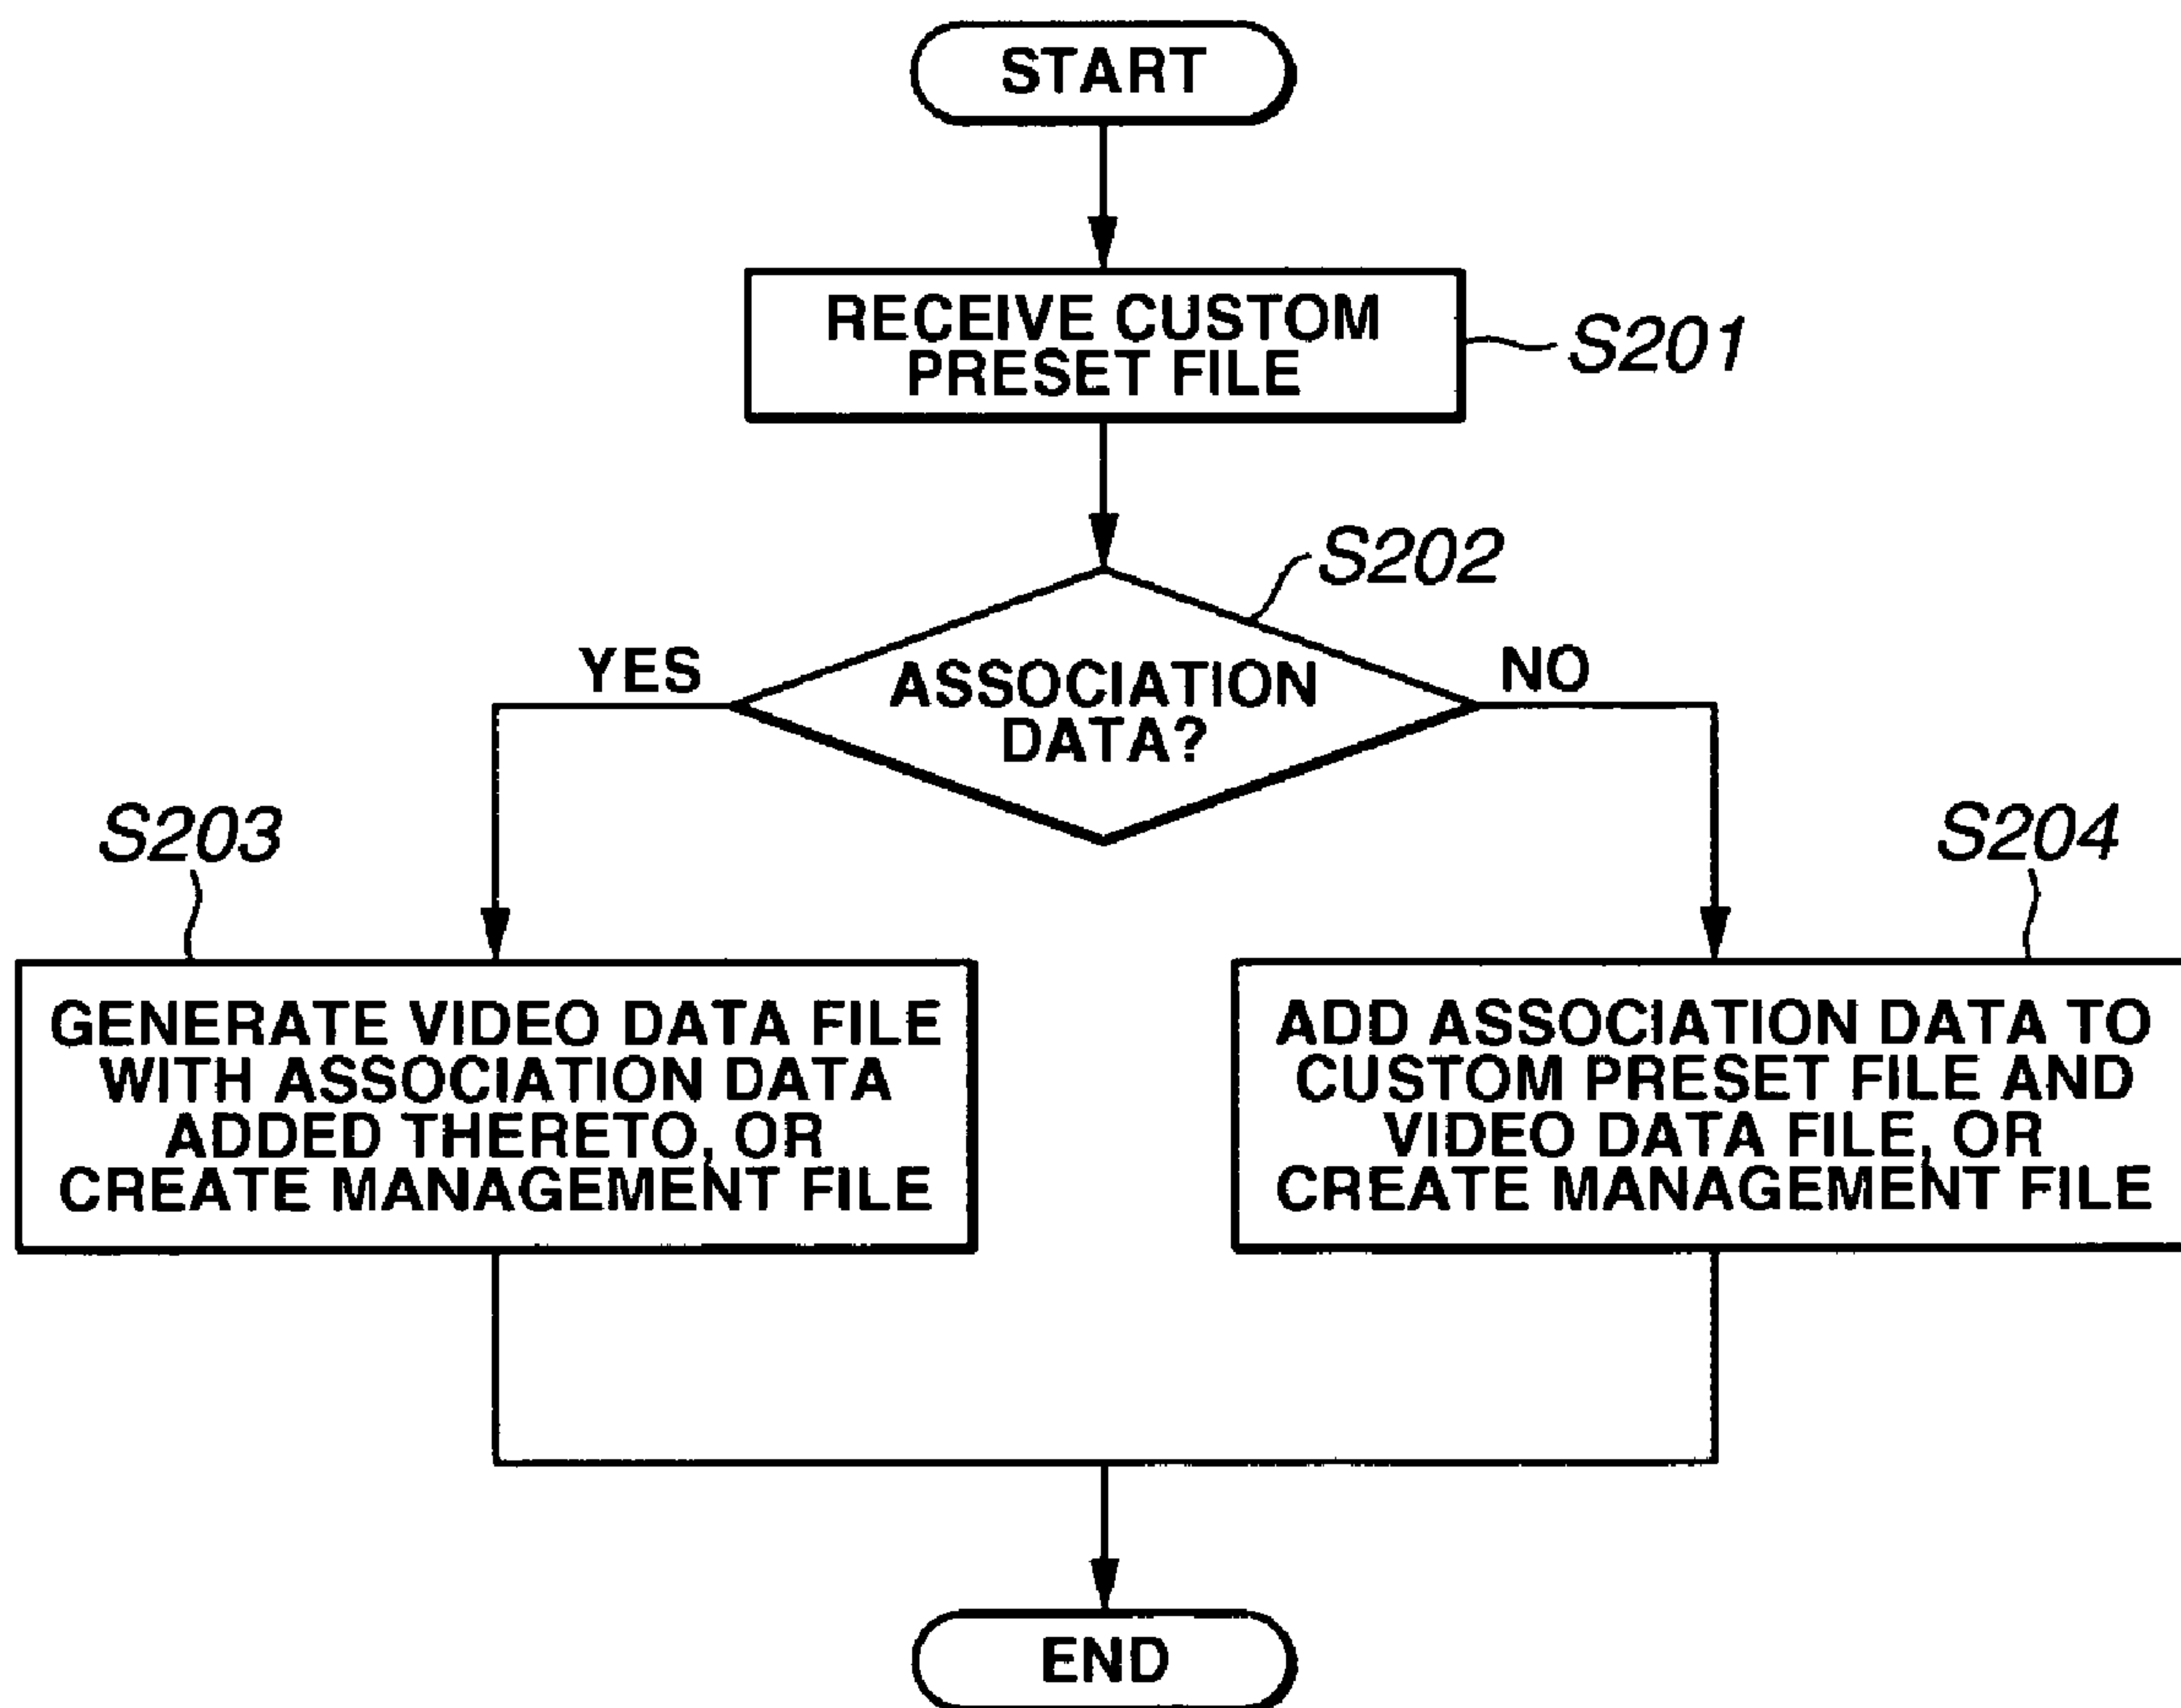 START
RECEIVE CUSTOM
PRESET FILE
S201
S202
YES
ASSOCIATION
DATA?
NO
S203
S204
GENERATE VIDEO DATA FILE
WITH ASSOCIATION DATA
ADDED THERETO, OR
CREATE MANAGEMENT FILE
ADD ASSOCIATION DATA TO
CUSTOM PRESET FILE AND
VIDEO DATA FILE, OR
CREATE MANAGEMENT FILE
END